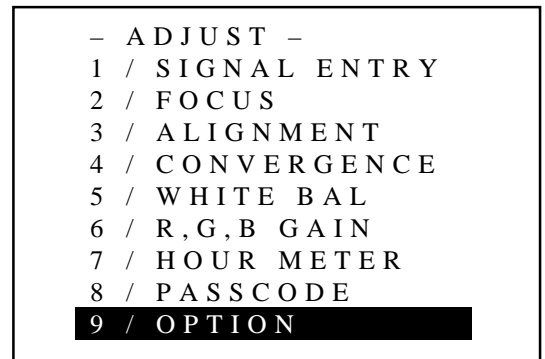 – ADJUST –
1 / SIGNAL ENTRY
2 / FOCUS
3 / ALIGNMENT
4 / CONVERGENCE
5 / WHITE BAL
6 / R,G,B GAIN
7 / HOUR METER
8 / PASSCODE
9 / OPTION